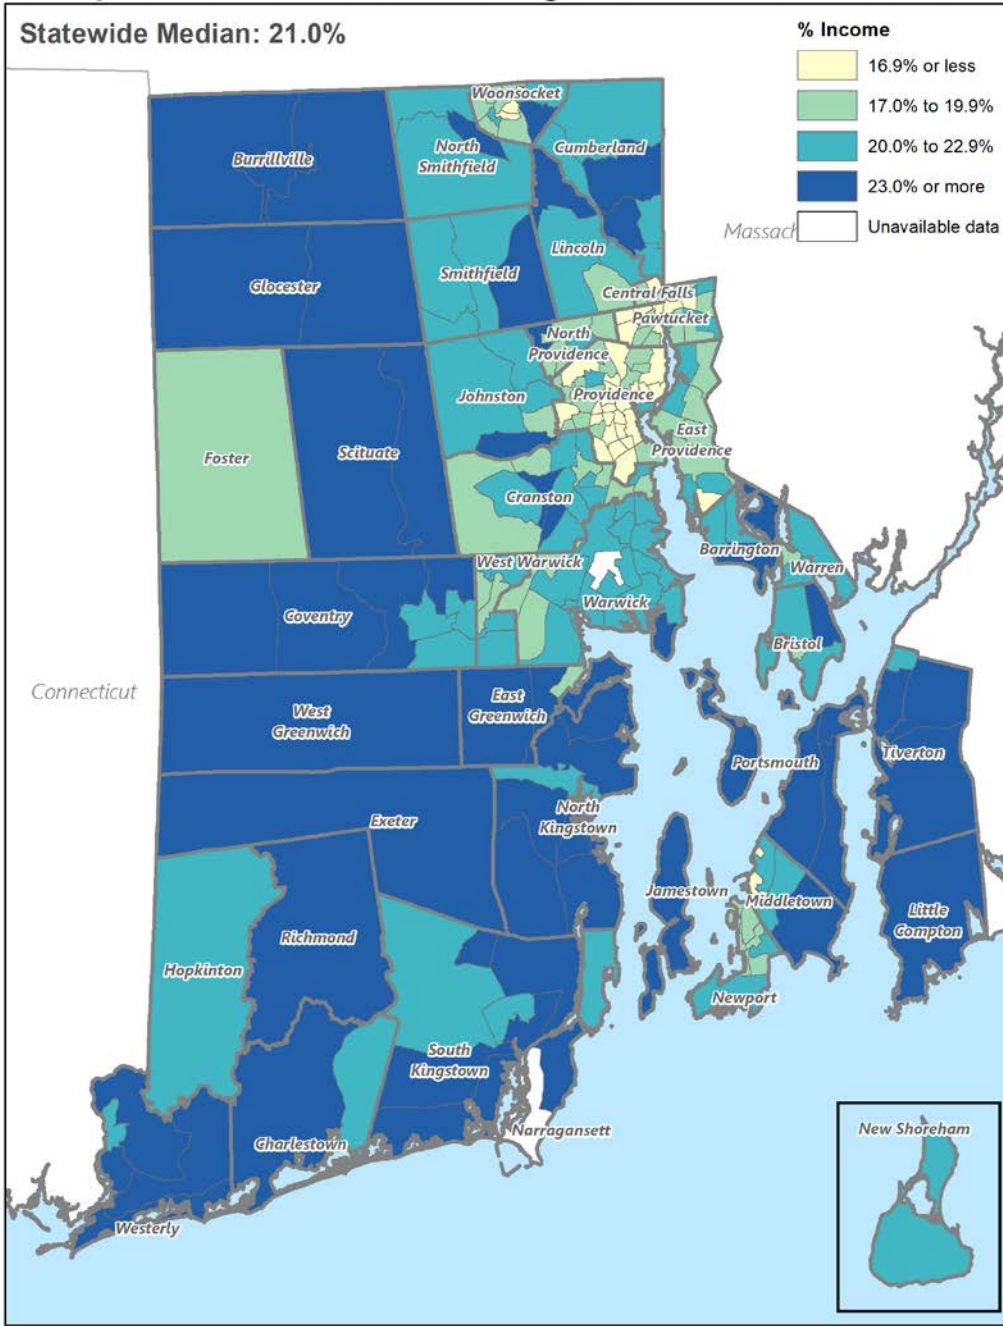 Statewide Median: 21.0%
% Income
16.9% or less
17.0% to 19.9%
20.0% to 22.9%
23.0% or more
Unavailable data
Massach
Woonsocket
Burrillville
North
Smithfield
Cumberland
Glocester
Smithfield
Lincoln
Central Falls
Pawtucket
North
Providence
Johnston
Providence
Foster
Scituate
East
Providence
Cranston
West Warwick
Barrington
Warren
Coventry
Warwick
Bristol
Connecticut
West
Greenwich
East
Greenwich
Portsmouth
Tiverton
Exeter
North
Kingstown
Jamestown
Middletown
Little
Compton
Richmond
Hopkinton
Newport
South
Kingstown
Charlestown
Narragansett
New Shoreham
Westerly